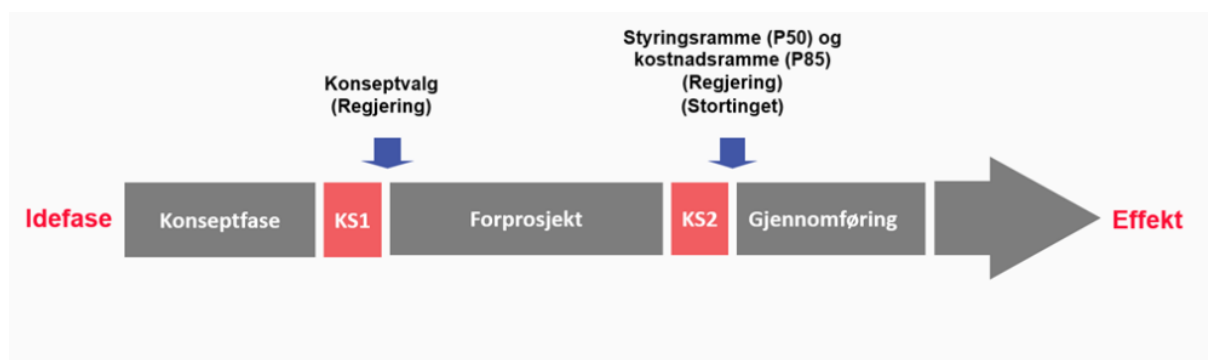 Styringsramme (P50) og
kostnadsramme (P85)
(Regjering)
(Stortinget)
Konseptvalg
(Regjering)
Idefase
Konseptfase
KS1
Forprosjekt
KS2
Gjennomføring
Effekt